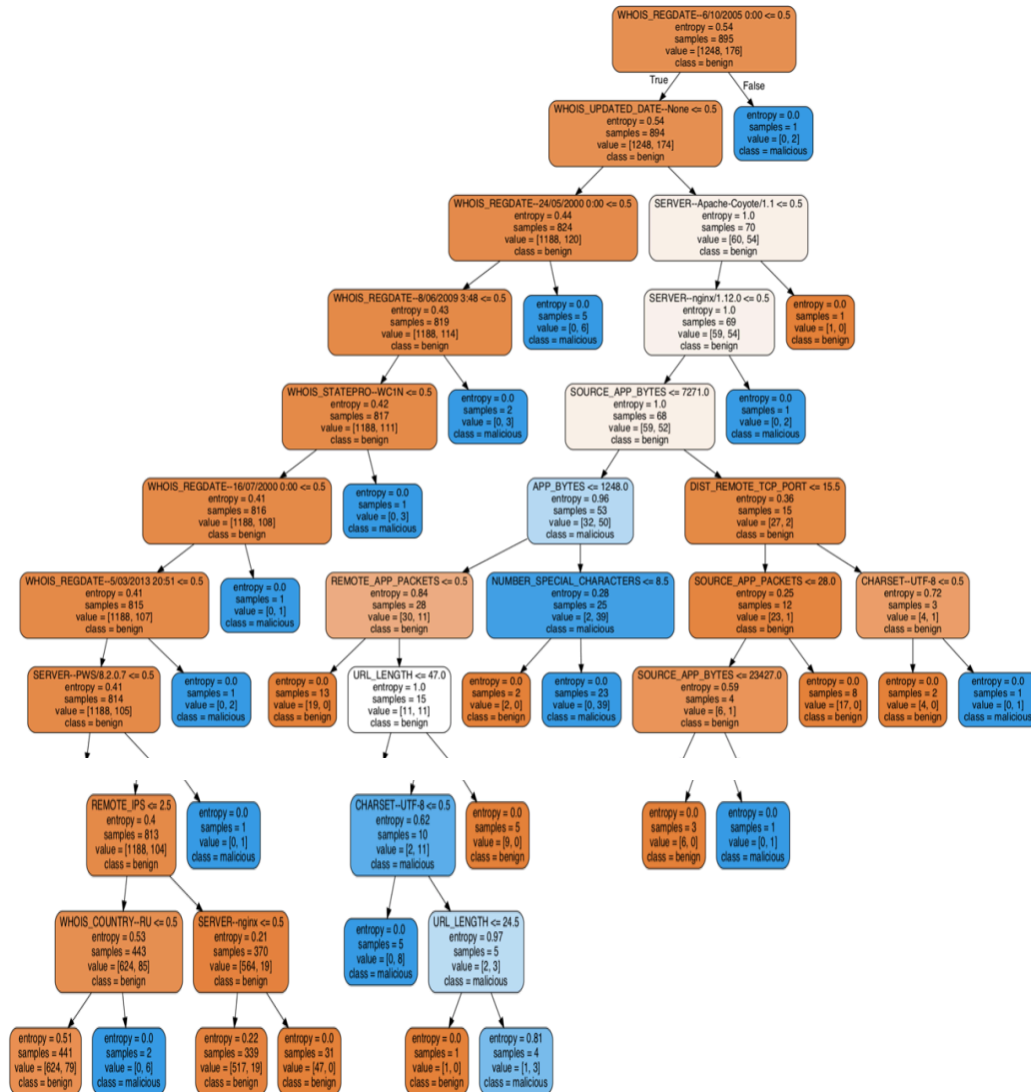 WHOIS_REGDATE--6/10/2005 0:00 <= 0.5
entropy = 0.54
samples = 895
value = [1248, 176]
class = benign
True
False
WHOIS_UPDATED_DATE--None <= 0.5
entropy = 0.54
samples = 894
value = [1248, 174]
class = benign
entropy = 0.0
samples = 1
value = [0, 2]
class = malicious
WHOIS_REGDATE--24/05/2000 0:00 <= 0.5
entropy = 0.44
samples = 824
value = [1188, 120]
class = benign
SERVER--Apache-Coyote/1.1 <= 0.5
entropy = 1.0
samples = 70
value = [60, 54]
class = benign
WHOIS_REGDATE--8/06/2009 3:48 <= 0.5
entropy = 0.43
samples = 819
value = [1188, 114]
class = benign
entropy = 0.0
samples = 5
value = [0, 6]
class = malicious
SERVER--nginx/1.12.0 <= 0.5
entropy = 1.0
samples = 69
value = [59, 54]
class = benign
entropy = 0.0
samples = 1
value = [1, 0]
class = benign
WHOIS_STATEPRO--WC1N <= 0.5
entropy = 0.42
samples = 817
value = [1188, 111]
class = benign
entropy = 0.0
samples = 2
value = [0, 3]
class = malicious
SOURCE_APP_BYTES <= 7271.0
entropy = 1.0
samples = 68
value = [59, 52]
class = benign
entropy = 0.0
samples = 1
value = [0, 2]
class = malicious
WHOIS_REGDATE--16/07/2000 0:00 <= 0.5
entropy = 0.41
samples = 816
value = [1188, 108]
class = benign
entropy = 0.0
samples = 1
value = [0, 3]
class = malicious
APP_BYTES <= 1248.0
entropy = 0.96
samples = 53
value = [32, 50]
class = malicious
DIST_REMOTE_TCP_PORT <= 15.5
entropy = 0.36
samples = 15
value = [27, 2]
class = benign
WHOIS_REGDATE--5/03/2013 20:51 <= 0.5
entropy = 0.41
samples = 815
value = [1188, 107]
class = benign
entropy = 0.0
samples = 1
value = [0, 1]
class = malicious
REMOTE_APP_PACKETS <= 0.5
entropy = 0.84
samples = 28
value = [30, 11]
class = benign
NUMBER_SPECIAL_CHARACTERS <= 8.5
entropy = 0.28
samples = 25
value = [2, 39]
class = malicious
SOURCE_APP_PACKETS <= 28.0
entropy = 0.25
samples = 12
value = [23, 1]
class = benign
CHARSET--UTF-8 <= 0.5
entropy = 0.72
samples = 3
value = [4, 1]
class = benign
SERVER--PWS/8.2.0.7 <= 0.5
entropy = 0.41
samples = 814
value = [1188, 105]
class = benign
entropy = 0.0
samples = 1
value = [0, 2]
class = malicious
entropy = 0.0
samples = 13
value = [19, 0]
class = benign
URL_LENGTH <= 47.0
entropy = 1.0
samples = 15
value = [11, 11]
class = benign
entropy = 0.0
samples = 2
value = [2, 0]
class = benign
entropy = 0.0
samples = 23
value = [0, 39]
class = malicious
SOURCE_APP_BYTES <= 23427.0
entropy = 0.59
samples = 4
value = [6, 1]
class = benign
entropy = 0.0
samples = 8
value = [17, 0]
class = benign
entropy = 0.0
samples = 2
value = [4, 0]
class = benign
entropy = 0.0
samples = 1
value = [0, 1]
class = malicious
REMOTE_IPS <= 2.5
entropy = 0.4
samples = 813
value = [1188, 104]
class = benign
entropy = 0.0
samples = 1
value = [0, 1]
class = malicious
CHARSET--UTF-8 <= 0.5
entropy = 0.62
samples = 10
value = [2, 11]
class = malicious
entropy = 0.0
samples = 5
value = [9, 0]
class = benign
entropy = 0.0
samples = 3
value = [6, 0]
class = benign
entropy = 0.0
samples = 1
value = [0, 1]
class = malicious
WHOIS_COUNTRY--RU <= 0.5
entropy = 0.53
samples = 443
value = [624, 85]
class = benign
SERVER--nginx <= 0.5
entropy = 0.21
samples = 370
value = [564, 19]
class = benign
entropy = 0.0
samples = 5
value = [0, 8]
class = malicious
URL_LENGTH <= 24.5
entropy = 0.97
samples = 5
value = [2, 3]
class = malicious
entropy = 0.51
samples = 441
value = [624, 79]
class = benign
entropy = 0.0
samples = 2
value = [0, 6]
class = malicious
entropy = 0.22
samples = 339
value = [517, 19]
class = benign
entropy = 0.0
samples = 31
value = [47, 0]
class = benign
entropy = 0.0
samples = 1
value = [1, 0]
class = benign
entropy = 0.81
samples = 4
value = [1, 3]
class = malicious